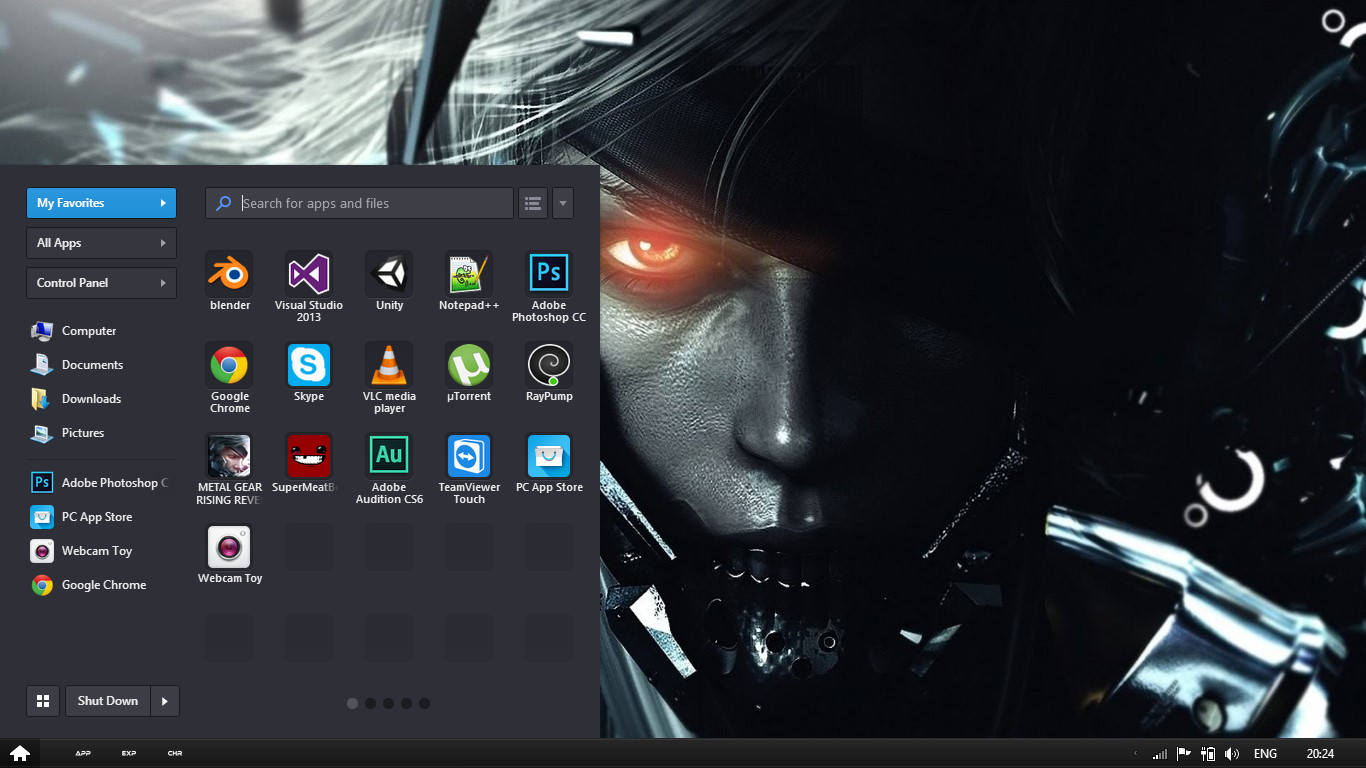 My Favorites
All Apps
Control Panel
Computer
Documents
Downloads
Pictures
Adobe Photoshop C
PC App Store
Webcam Toy
Google Chrome
Shut Down
Search for apps and files
blender
Visual Studio
2013
Unity
Notepad++
Ps
Adobe
Photoshop CC
Google
Chrome
Skype
VLC media
player
µTorrent
RayPump
METAL GEAR
RISING REVE
SuperMeatB
Au
Adobe
Audition CS6
TeamViewer
Touch
PC App Store
Webcam Toy
APP
EXP
CHR
ENG
20:24